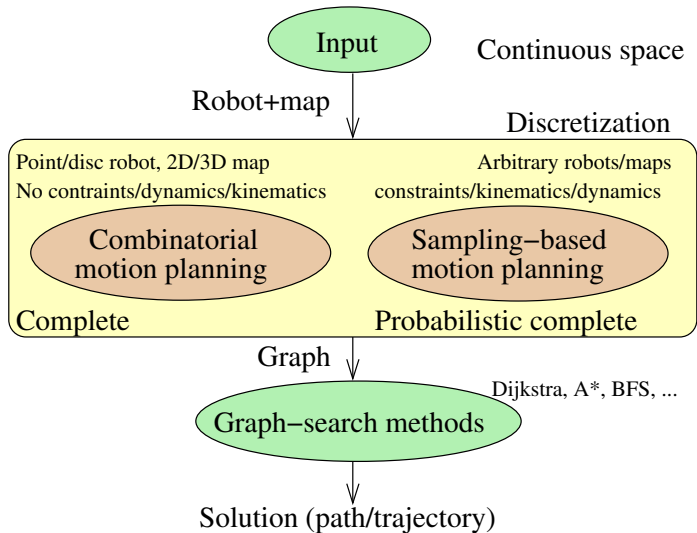 Input
Continuous space
Robot+map
Discretization
Point/disc robot, 2D/3D map
No contraints/dynamics/kinematics
Arbitrary robots/maps
constraints/kinematics/dynamics
Combinatorial
motion planning
Sampling−based
motion planning
Complete
Probabilistic complete
Graph
Dijkstra, A*, BFS, ...
Graph−search methods
Solution (path/trajectory)